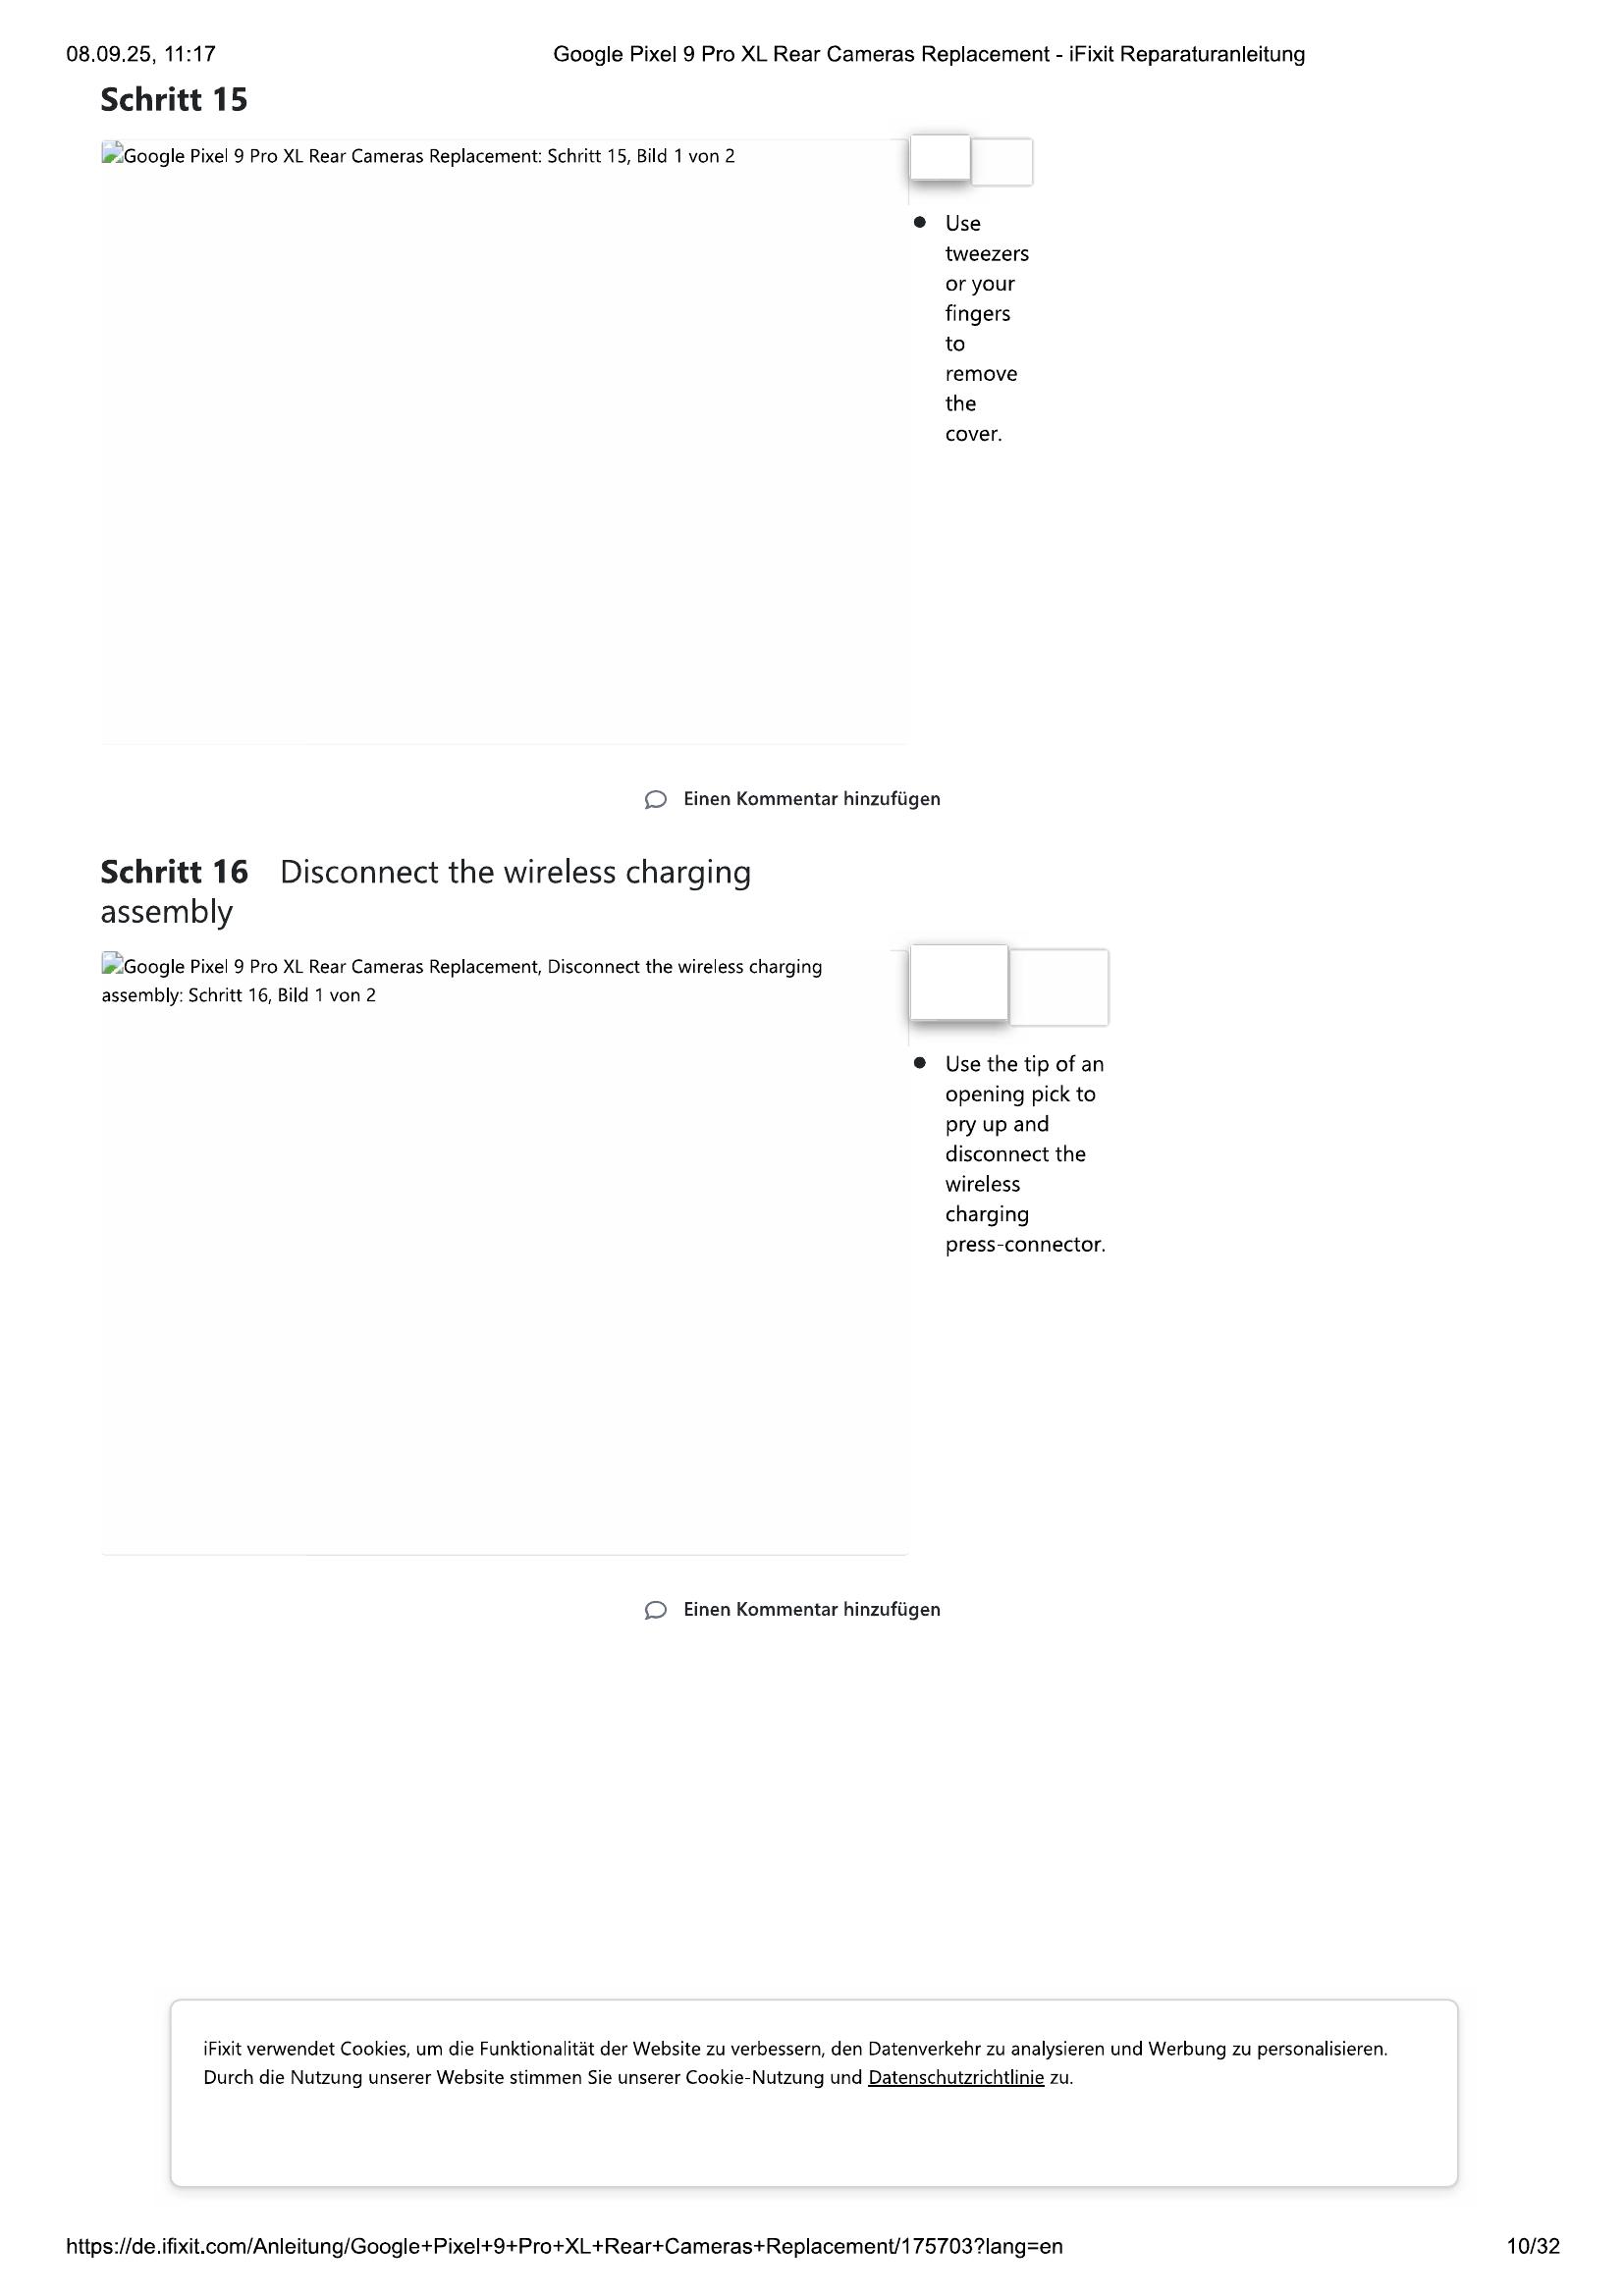 08.09.25, 11:17
Google Pixel 9 Pro XL Rear Cameras Replacement - iFixit Reparaturanleitung
Schritt 15
Google Pixel 9 Pro XL Rear Cameras Replacement: Schritt 15, Bild 1 von 2
Use
tweezers
or your
fingers
to
remove
the
cover.
Einen Kommentar hinzufügen
Schritt 16 Disconnect the wireless charging
assembly
Google Pixel 9 Pro XL Rear Cameras Replacement, Disconnect the wireless charging
assembly: Schritt 16, Bild 1 von 2
Use the tip of an
opening pick to
pry up and
disconnect the
wireless
charging
press-connector.
Einen Kommentar hinzufügen
iFixit verwendet Cookies, um die Funktionalität der Website zu verbessern, den Datenverkehr zu analysieren und Werbung zu personalisieren.
Durch die Nutzung unserer Website stimmen Sie unserer Cookie-Nutzung und Datenschutzrichtlinie zu.
https://de.ifixit.com/Anleitung/Google+Pixel+9+Pro+XL+Rear+Cameras+Replacement/175703?lang=en
10/32